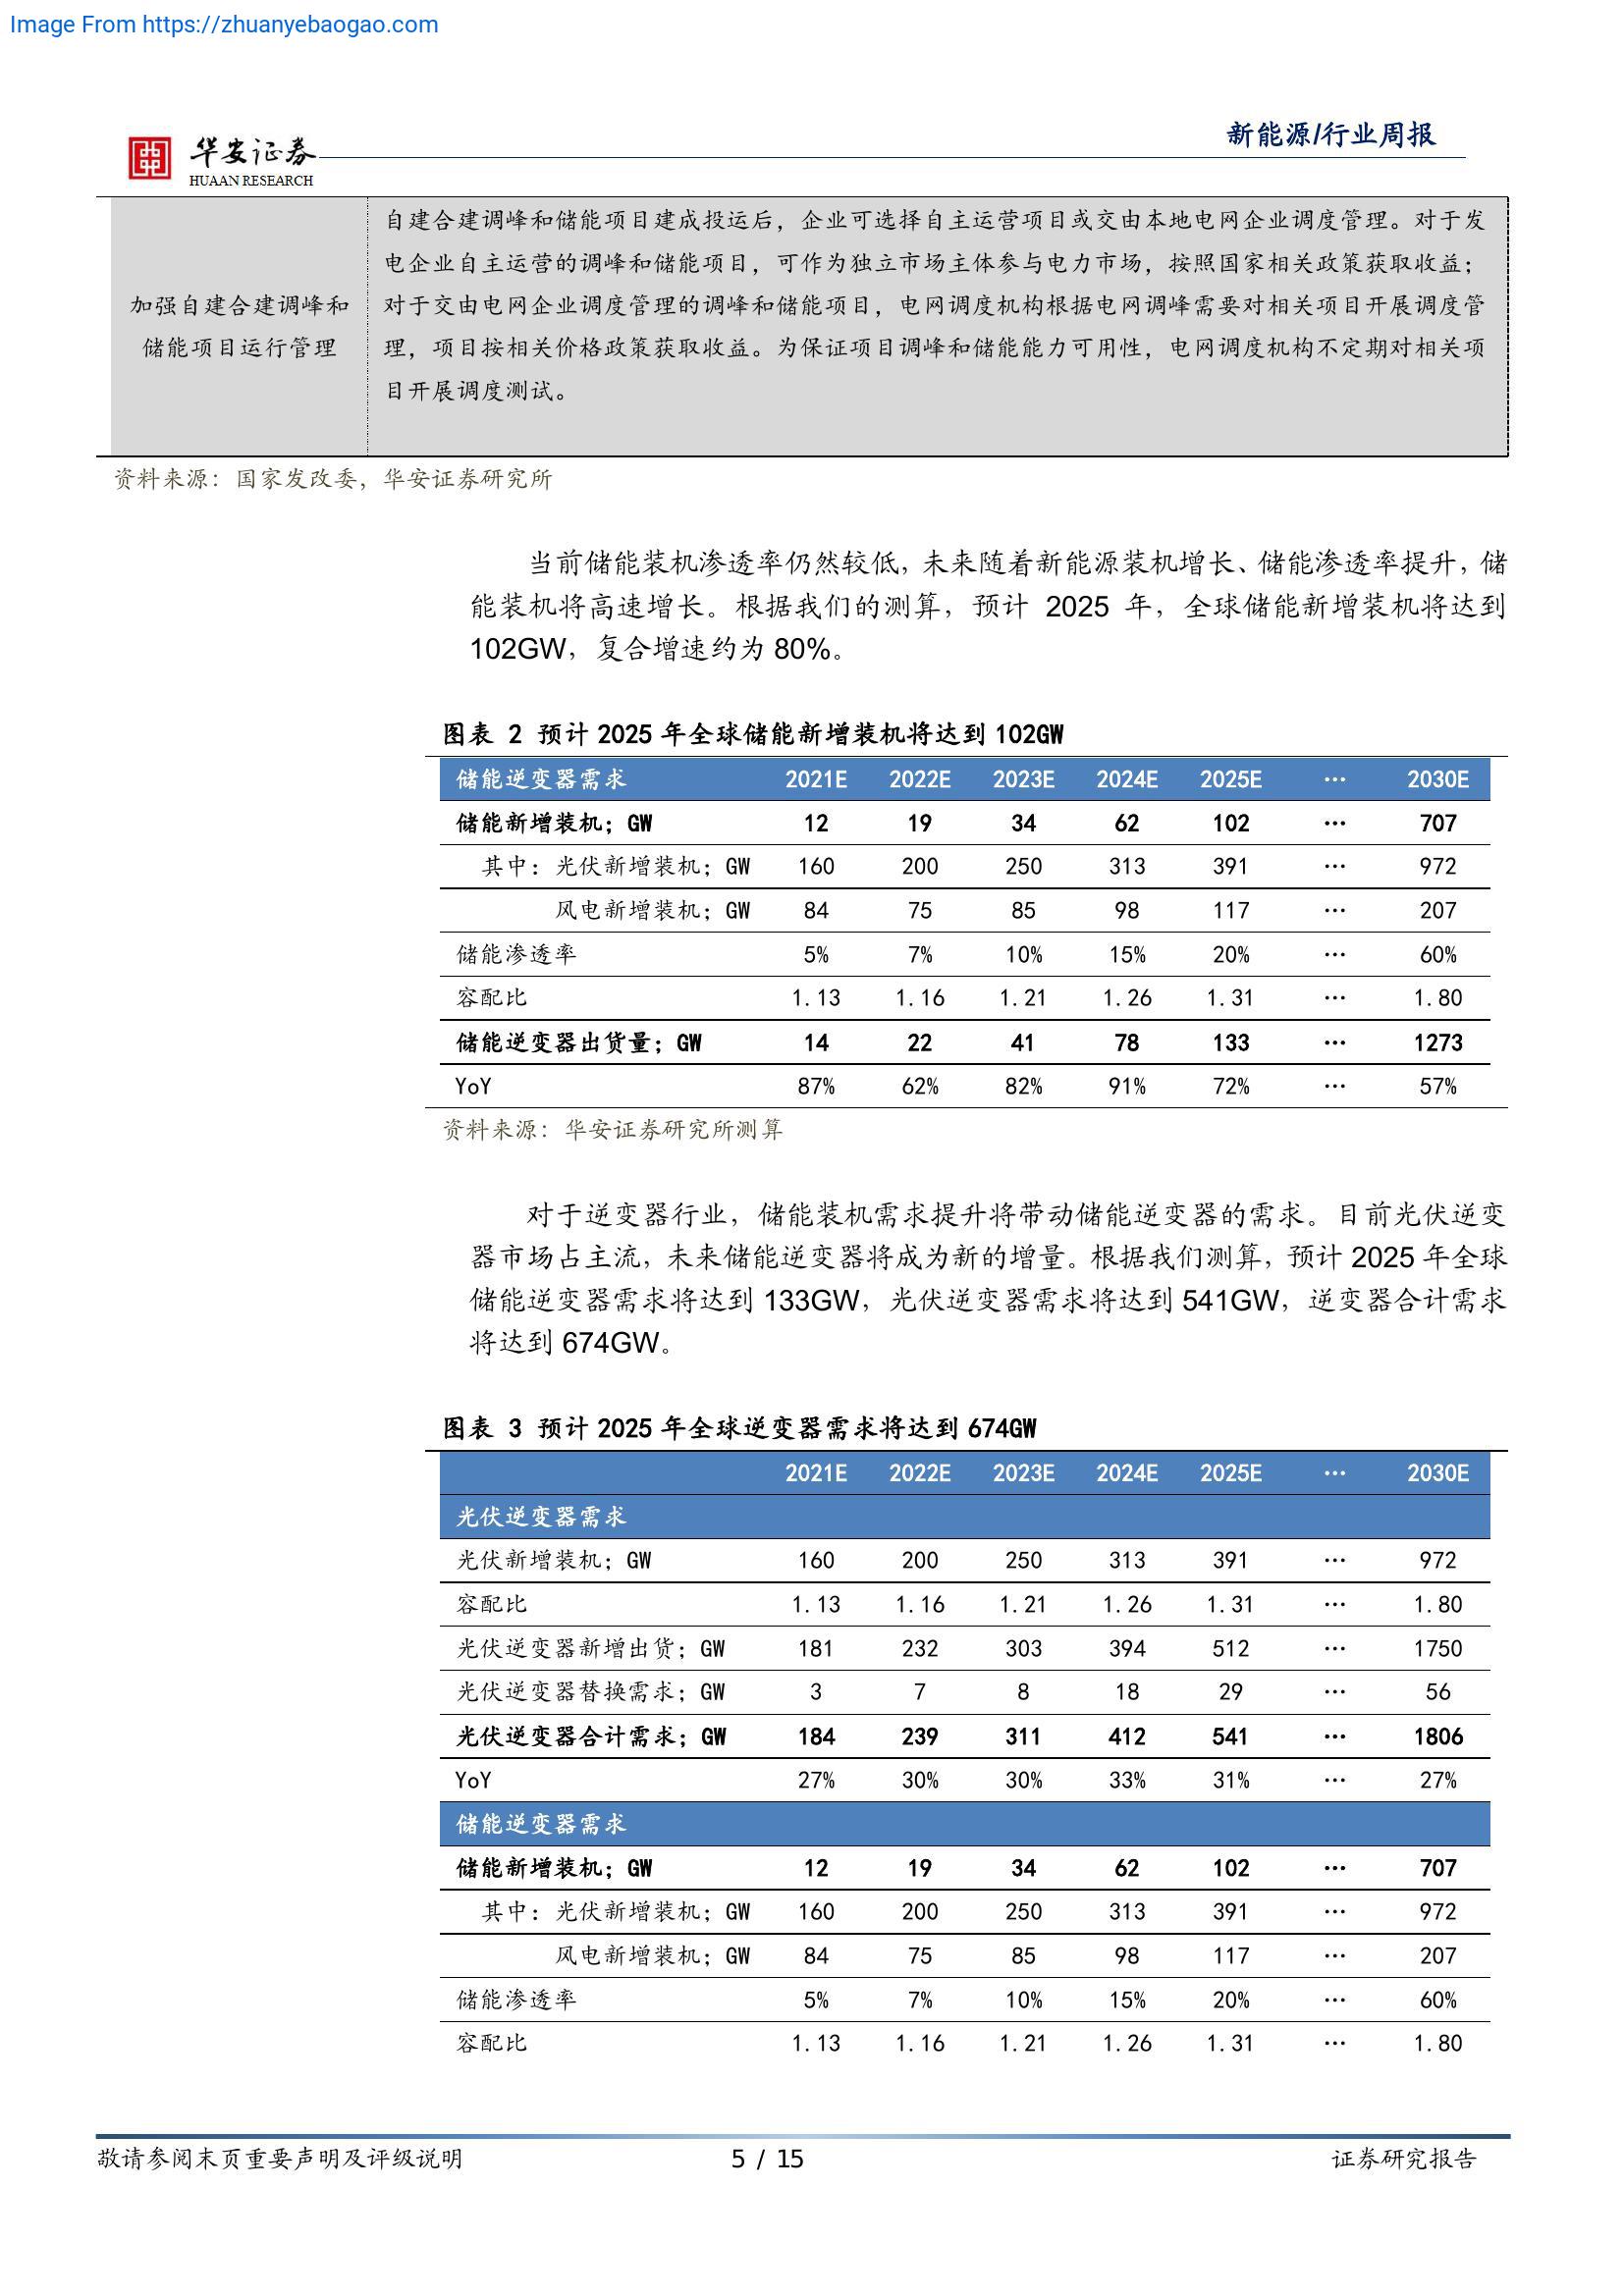 Image From https://zhuanyebaogao.com
华安证券
HUAAN RESEARCH
新能源/行业周报
加强自建合建调峰和
储能项目运行管理
自建合建调峰和储能项目建成投运后，企业可选择自主运营项目或交由本地电网企业调度管理。对于发
电企业自主运营的调峰和储能项目，可作为独立市场主体参与电力市场，按照国家相关政策获取收益；
对于交由电网企业调度管理的调峰和储能项目，电网调度机构根据电网调峰需要对相关项目开展调度管
理，项目按相关价格政策获取收益。为保证项目调峰和储能能力可用性，电网调度机构不定期对相关项
目开展调度测试。
资料来源：国家发改委，华安证券研究所
当前储能装机渗透率仍然较低，未来随着新能源装机增长、储能渗透率提升，储
能装机将高速增长。根据我们的测算，预计 2025 年，全球储能新增装机将达到
102GW，复合增速约为 80%。
图表 2 预计 2025 年全球储能新增装机将达到 102GW
储能逆变器需求 2021E 2022E 2023E 2024E 2025E … 2030E
储能新增装机；GW 12 19 34 62 102 … 707
其中：光伏新增装机；GW 160 200 250 313 391 … 972
风电新增装机；GW 84 75 85 98 117 … 207
储能渗透率 5% 7% 10% 15% 20% … 60%
容配比 1.13 1.16 1.21 1.26 1.31 … 1.80
储能逆变器出货量；GW 14 22 41 78 133 … 1273
YoY 87% 62% 82% 91% 72% … 57%
资料来源：华安证券研究所测算
对于逆变器行业，储能装机需求提升将带动储能逆变器的需求。目前光伏逆变
器市场占主流，未来储能逆变器将成为新的增量。根据我们测算，预计 2025 年全球
储能逆变器需求将达到 133GW，光伏逆变器需求将达到 541GW，逆变器合计需求
将达到 674GW。
图表 3 预计 2025 年全球逆变器需求将达到 674GW
2021E 2022E 2023E 2024E 2025E … 2030E
光伏逆变器需求
光伏新增装机；GW 160 200 250 313 391 … 972
容配比 1.13 1.16 1.21 1.26 1.31 … 1.80
光伏逆变器新增出货；GW 181 232 303 394 512 … 1750
光伏逆变器替换需求；GW 3 7 8 18 29 … 56
光伏逆变器合计需求；GW 184 239 311 412 541 … 1806
YoY 27% 30% 30% 33% 31% … 27%
储能逆变器需求
储能新增装机；GW 12 19 34 62 102 … 707
其中：光伏新增装机；GW 160 200 250 313 391 … 972
风电新增装机；GW 84 75 85 98 117 … 207
储能渗透率 5% 7% 10% 15% 20% … 60%
容配比 1.13 1.16 1.21 1.26 1.31 … 1.80
敬请参阅末页重要声明及评级说明 5 / 15 证券研究报告